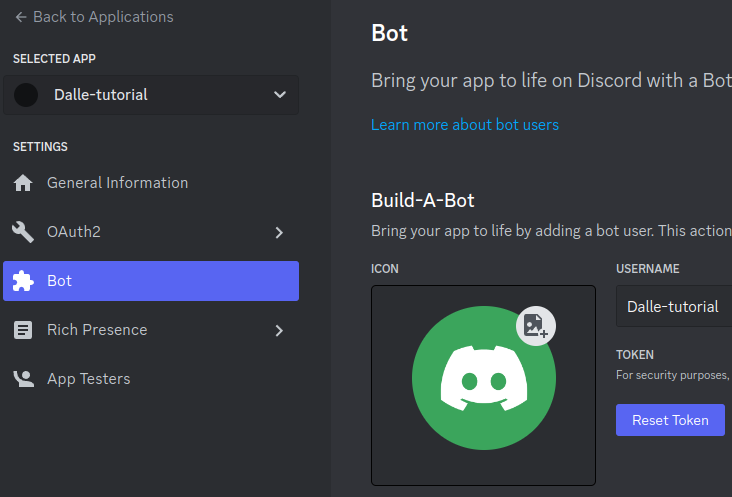 Back to Applications
SELECTED APP
Dalle-tutorial
SETTINGS
General Information
OAuth2
Bot
Rich Presence
App Testers
Bot
Bring your app to life on Discord with a Bot
Learn more about bot users
Build-A-Bot
Bring your app to life by adding a bot user. This action
ICON
USERNAME
Dalle-tutorial
TOKEN
For security purposes,
Reset Token